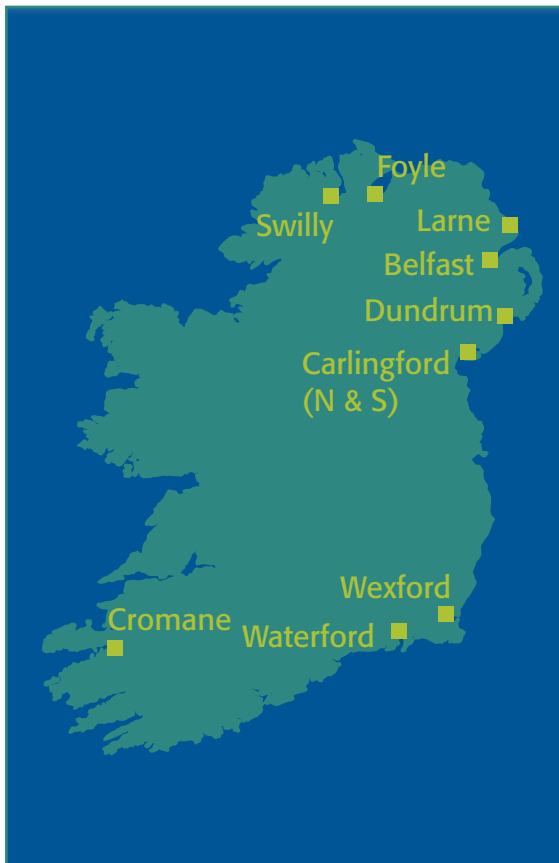 Foyle
Swilly
Larne
Belfast
Dundrum
Carlingford
(N & S)
Wexford
Cromane
Waterford